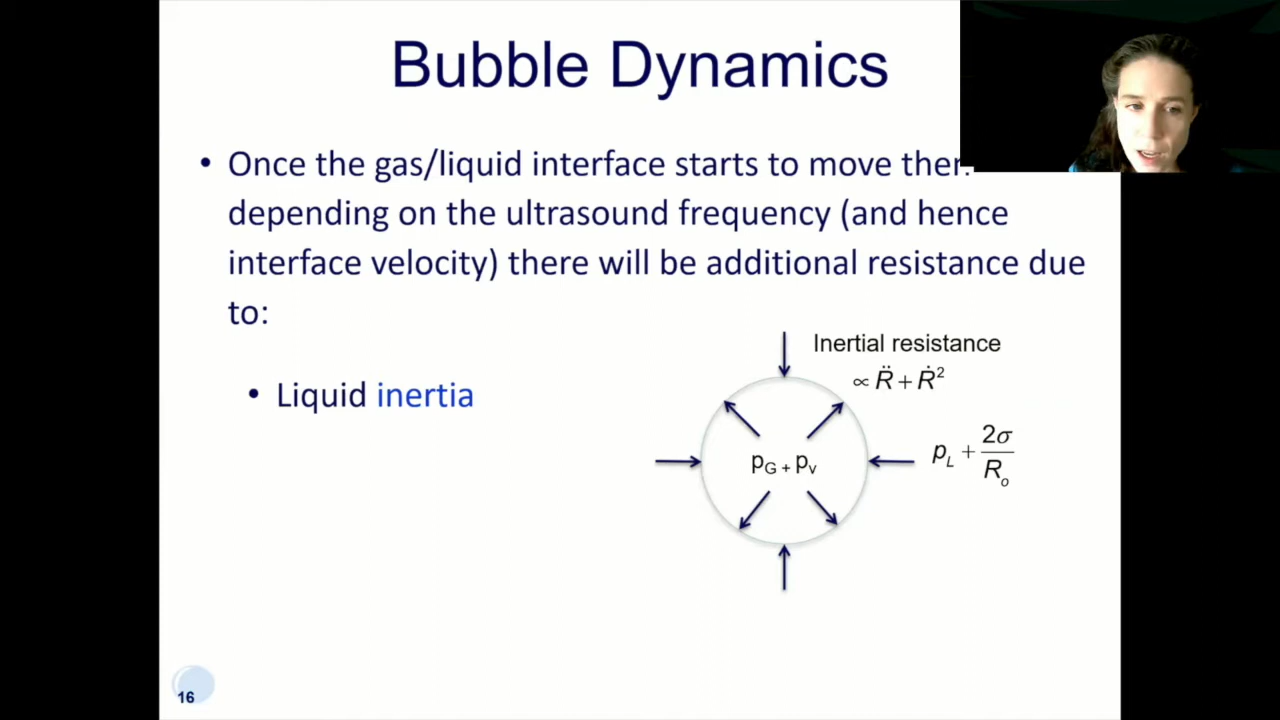 Bubble Dynamics
• Once the gas/liquid interface starts to move then
depending on the ultrasound frequency (and hence
interface velocity) there will be additional resistance due
to:
Inertial resistance
∝ R̈ + Ṙ²
• Liquid inertia
p_L + 2σ/R_o
p_G + p_v
16